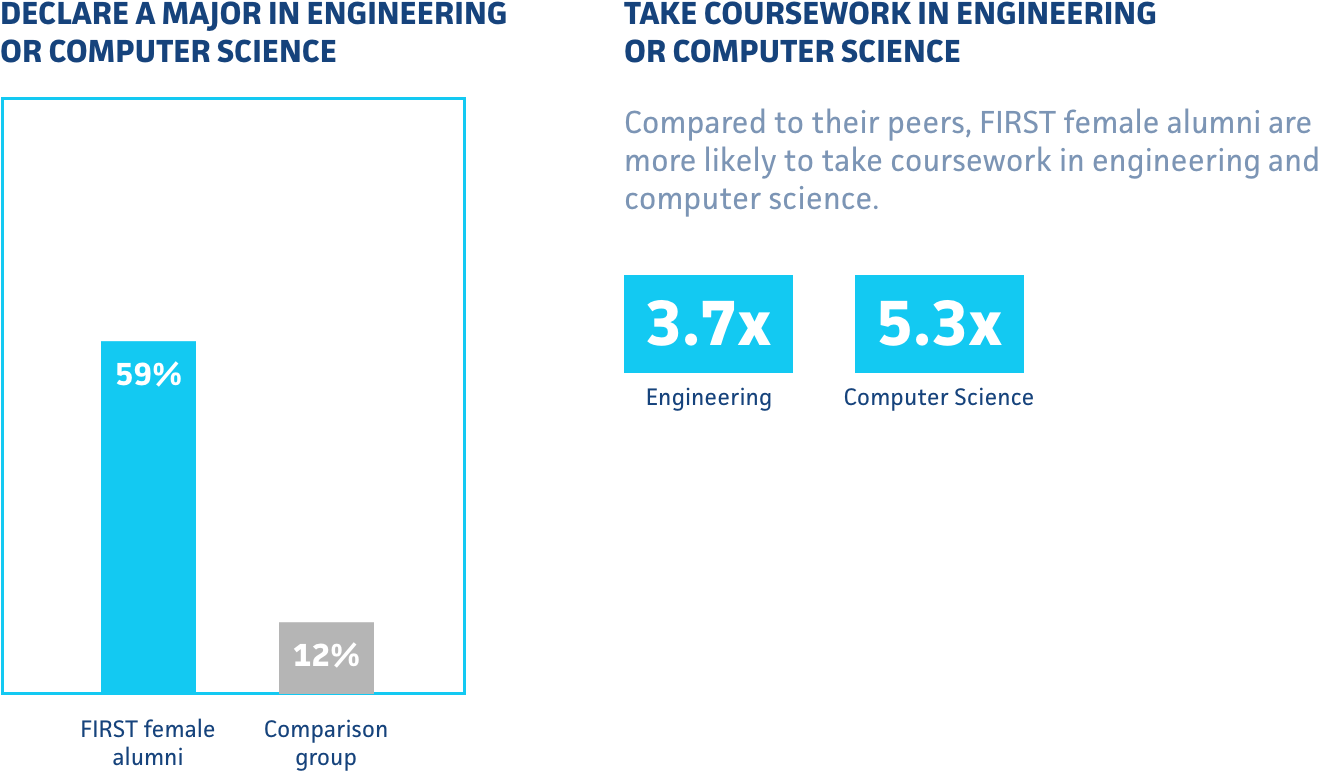 DECLARE A MAJOR IN ENGINEERING
OR COMPUTER SCIENCE
59%
12%
FIRST female
alumni
Comparison
group
TAKE COURSEWORK IN ENGINEERING
OR COMPUTER SCIENCE
Compared to their peers, FIRST female alumni are
more likely to take coursework in engineering and
computer science.
3.7x
Engineering
5.3x
Computer Science